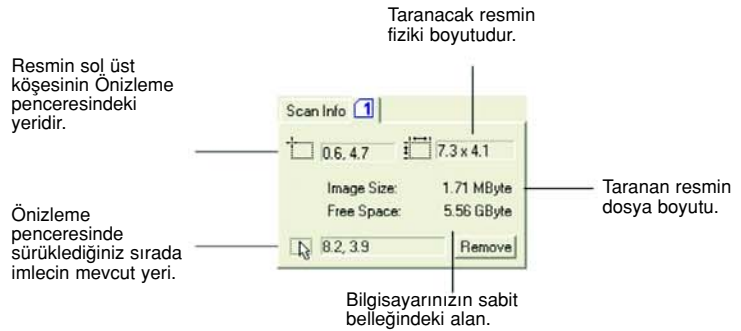 Taranacak resmin
fiziki boyutudur.
Resmin sol üst
köşesinin Önizleme
penceresindeki
yeridir.
Scan Info 1
0.6, 4.7
7.3 x 4.1
Image Size: 1.71 MByte
Free Space: 5.56 GByte
Taranan resmin
dosya boyutu.
Önizleme
penceresinde
sürüklediğiniz sırada
imlecin mevcut yeri.
8.2, 3.9
Remove
Bilgisayarınızın sabit
belleğindeki alan.